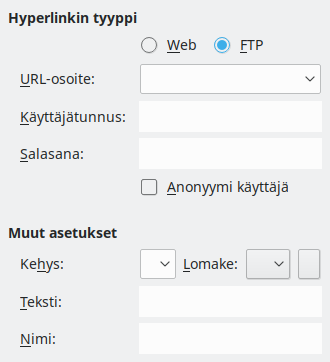 Hyperlinkin tyyppi
Web FTP
URL-osoite:
Käyttäjätunnus:
Salasana:
Anonyymi käyttäjä
Muut asetukset
Kehys: Lomake:
Teksti:
Nimi: